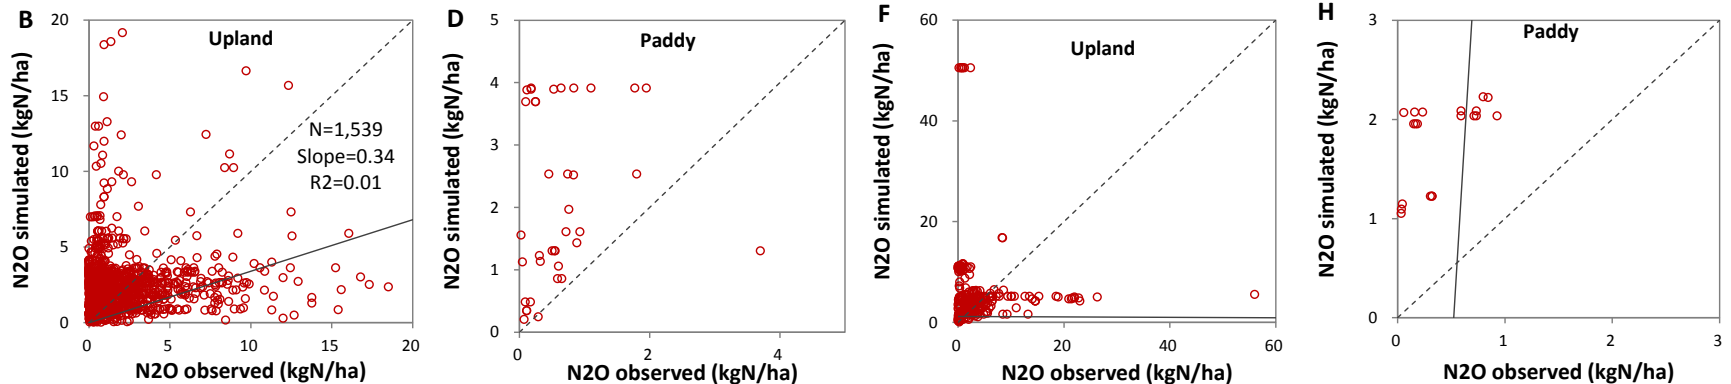 B
Upland
N=1,539
Slope=0.34
R2=0.01
N2O simulated (kgN/ha)
20
15
10
5
0
0 5 10 15 20
N2O observed (kgN/ha)
D
Paddy
N2O simulated (kgN/ha)
5
4
3
2
1
0
0 2 4
N2O observed (kgN/ha)
F
Upland
N2O simulated (kgN/ha)
60
40
20
0
0 20 40 60
N2O observed (kgN/ha)
H
Paddy
N2O simulated (kgN/ha)
3
2
1
0
0 1 2 3
N2O observed (kgN/ha)